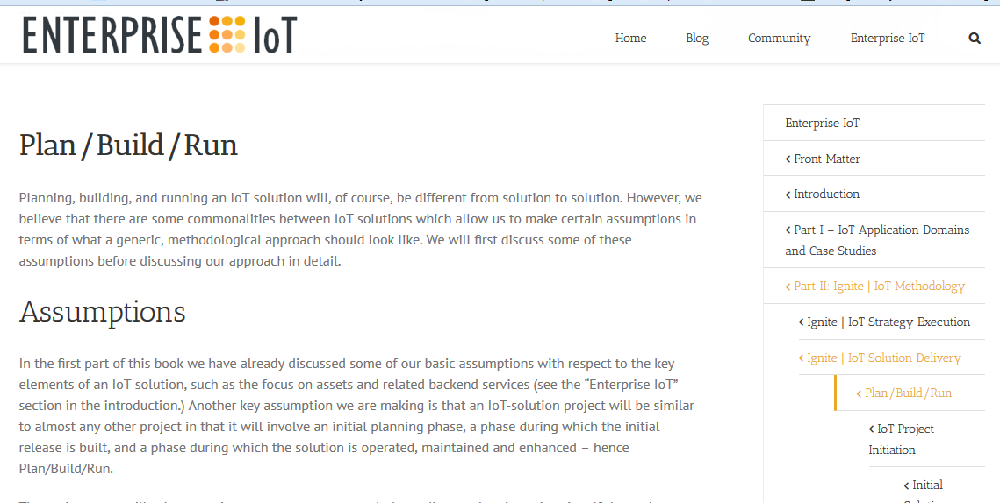 ENTERPRISE IoT
Home Blog Community Enterprise IoT
Plan / Build / Run
Planning, building, and running an IoT solution will, of course, be different from solution to solution. However, we
believe that there are some commonalities between IoT solutions which allow us to make certain assumptions in
terms of what a generic, methodological approach should look like. We will first discuss some of these
assumptions before discussing our approach in detail.
Assumptions
In the first part of this book we have already discussed some of our basic assumptions with respect to the key
elements of an IoT solution, such as the focus on assets and related backend services (see the “Enterprise IoT”
section in the introduction.) Another key assumption we are making is that an IoT-solution project will be similar
to almost any other project in that it will involve an initial planning phase, a phase during which the initial
release is built, and a phase during which the solution is operated, maintained and enhanced – hence
Plan/Build/Run.
Enterprise IoT
Front Matter
Introduction
Part I – IoT Application Domains
and Case Studies
Part II: Ignite | IoT Methodology
Ignite | IoT Strategy Execution
Ignite | IoT Solution Delivery
Plan / Build / Run
IoT Project
Initiation
Initial